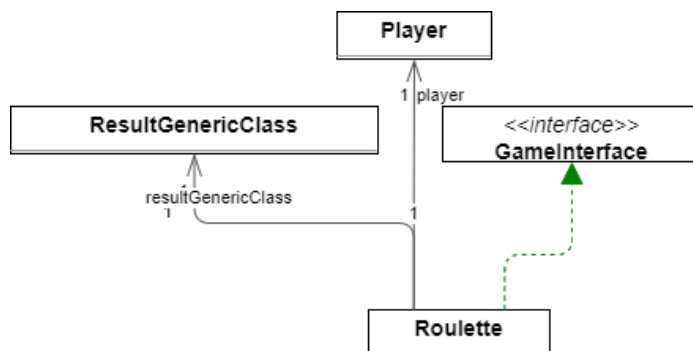 Player
1 player
ResultGenericClass
<<interface>>
GameInterface
resultGenericClass
1
1
Roulette